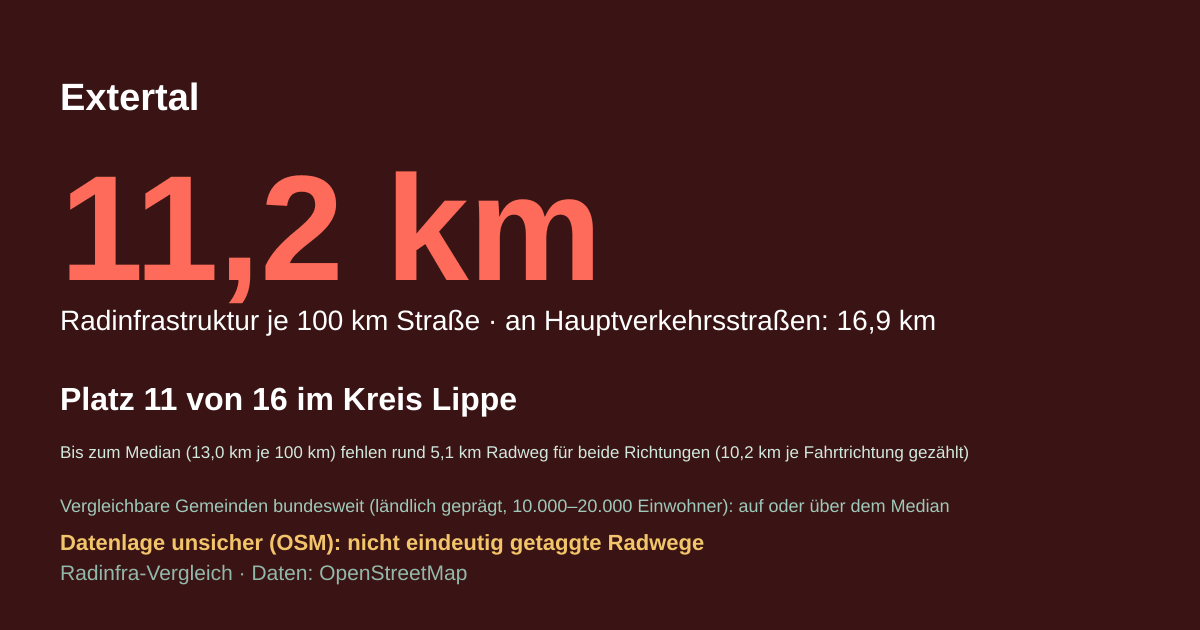 Extertal
11,2 km
Radinfrastruktur je 100 km Straße · an Hauptverkehrsstraßen: 16,9 km
Platz 11 von 16 im Kreis Lippe
Bis zum Median (13,0 km je 100 km) fehlen rund 5,1 km Radweg für beide Richtungen (10,2 km je Fahrtrichtung gezählt)
Vergleichbare Gemeinden bundesweit (ländlich geprägt, 10.000–20.000 Einwohner): auf oder über dem Median
Datenlage unsicher (OSM): nicht eindeutig getaggte Radwege
Radinfra-Vergleich · Daten: OpenStreetMap